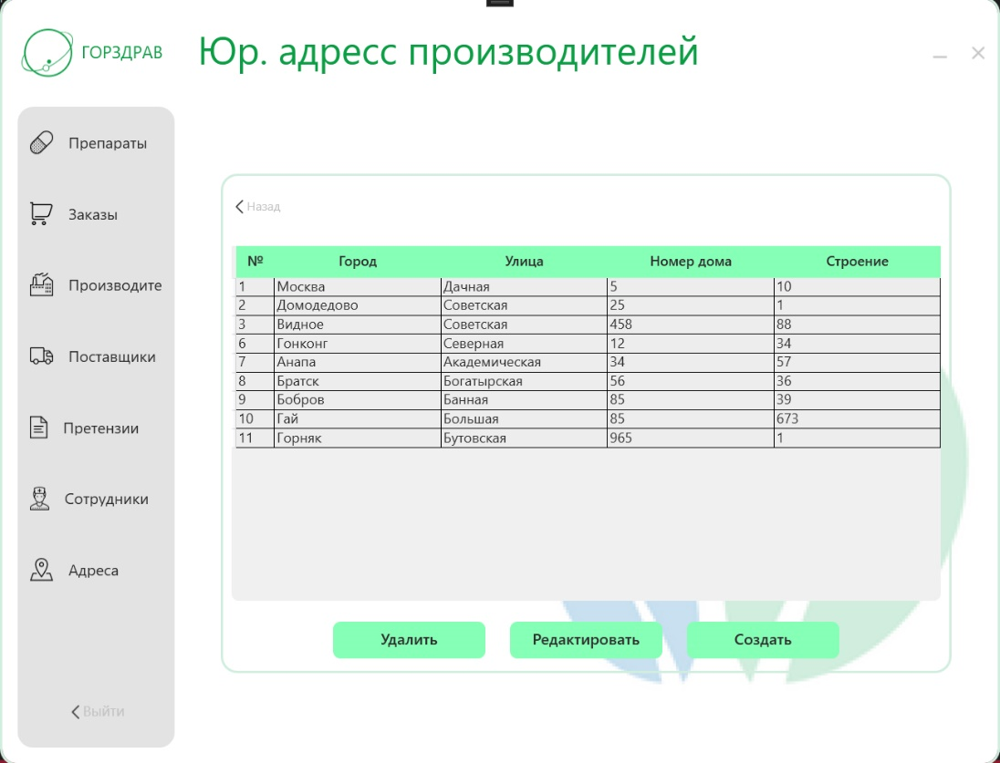 ГОРЗДРАВ
Юр. адресс производителей
Препараты
Заказы
Производите
Поставщики
Претензии
Сотрудники
Адреса
Выйти
Назад
№ Город Улица Номер дома Строение
1 Москва Дачная 5 10
2 Домодедово Советская 25 1
3 Видное Советская 458 88
6 Гонконг Северная 12 34
7 Анапа Академическая 34 57
8 Братск Богатырская 56 36
9 Бобров Банная 85 39
10 Гай Большая 85 673
11 Горняк Бутовская 965 1
Удалить Редактировать Создать